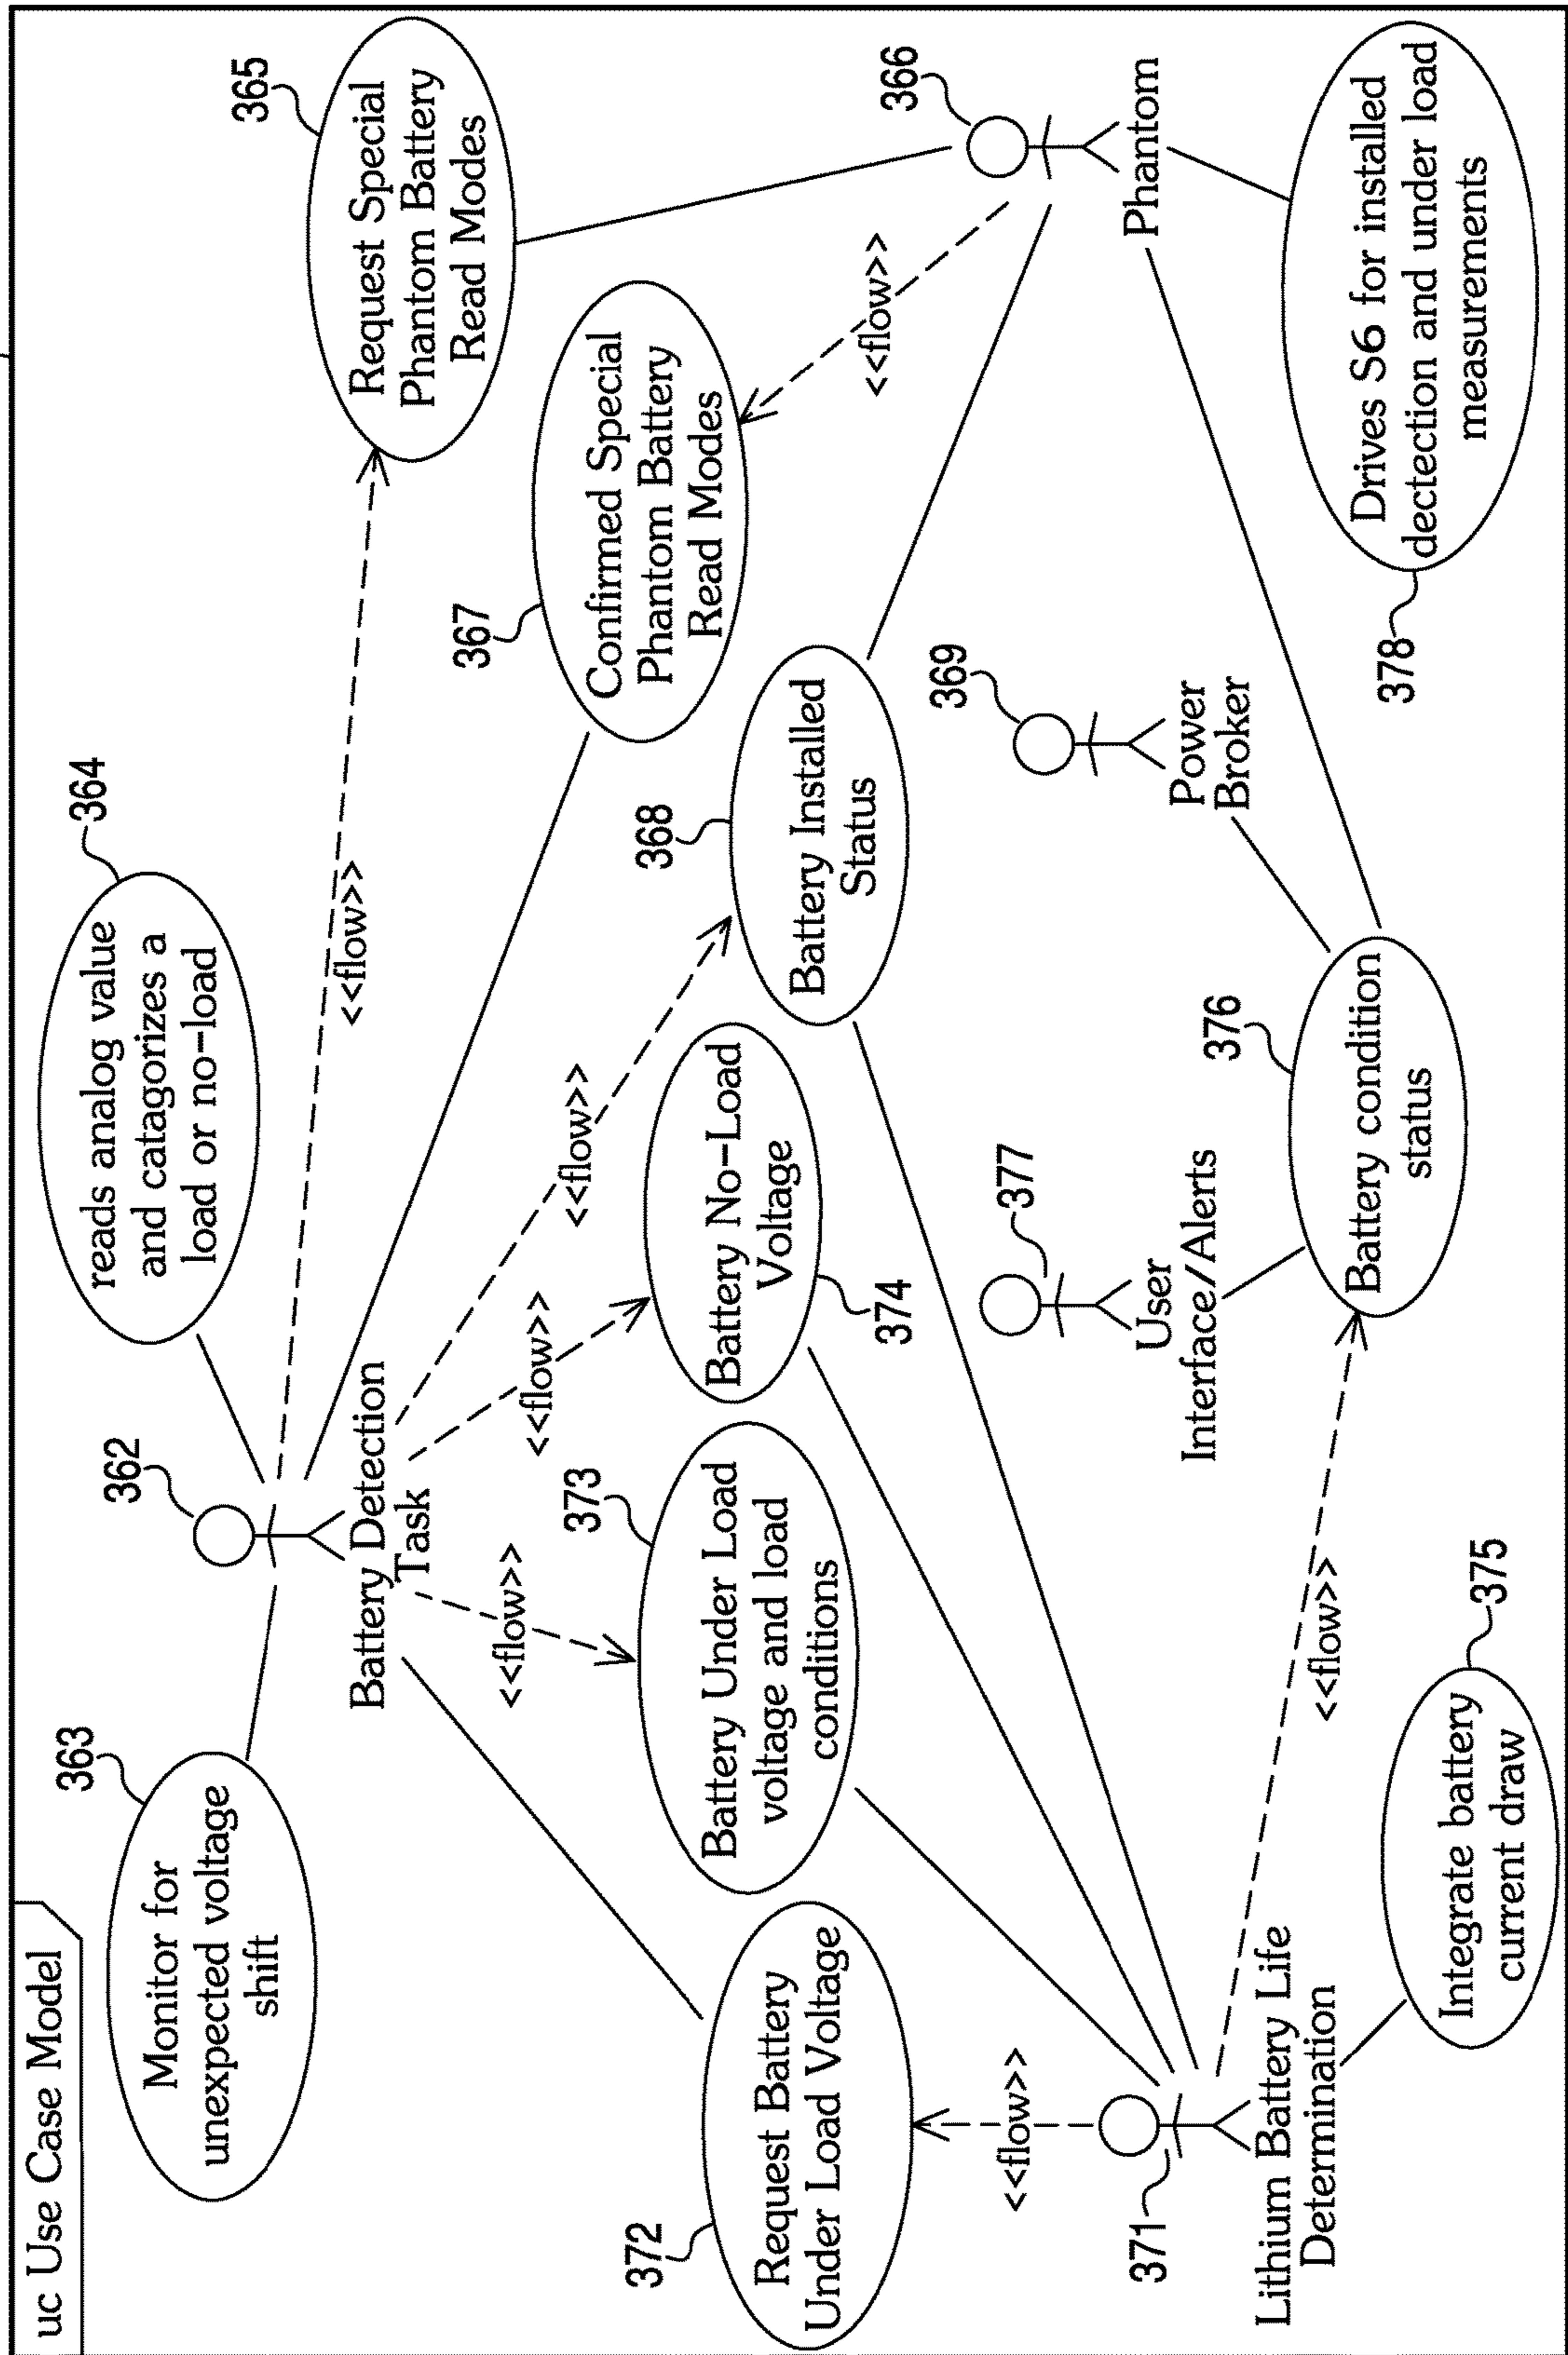 uc Use Case Model
363
Monitor for
unexpected voltage
shift
362
Battery Detection
Task
364
reads analog value
and catagorizes a
load or no-load
365
Request Special
Phantom Battery
Read Modes
<<flow>>
367
Confirmed Special
Phantom Battery
Read Modes
<<flow>>
366
Phantom
372
Request Battery
Under Load Voltage
<<flow>>
373
Battery Under Load
voltage and load
conditions
<<flow>>
Battery No-Load
Voltage
374
<<flow>>
368
Battery Installed
Status
<<flow>>
369
Power
Broker
371
Lithium Battery Life
Determination
377
User
Interface/Alerts
376
Battery condition
status
<<flow>>
375
Integrate battery
current draw
378
Drives S6 for installed
dectection and under load
measurements